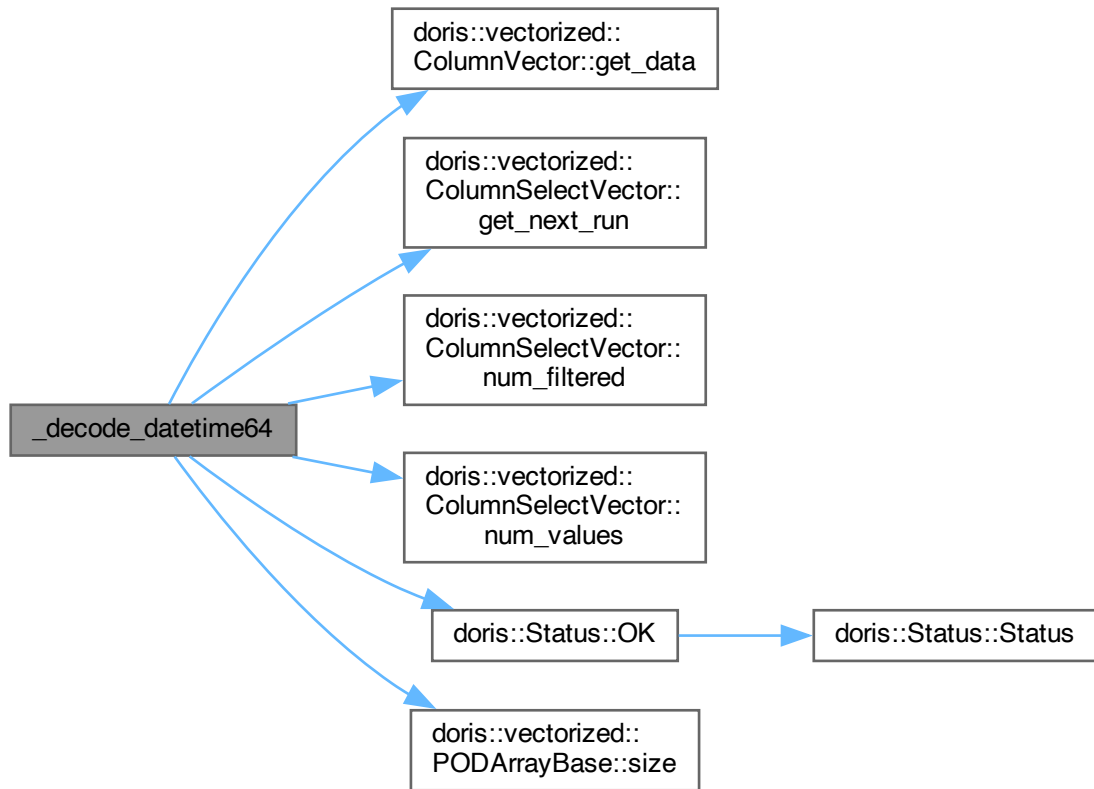 doris::vectorized::
ColumnVector::get_data
doris::vectorized::
ColumnSelectVector::
get_next_run
doris::vectorized::
ColumnSelectVector::
num_filtered
_decode_datetime64
doris::vectorized::
ColumnSelectVector::
num_values
doris::Status::OK
doris::Status::Status
doris::vectorized::
PODArrayBase::size